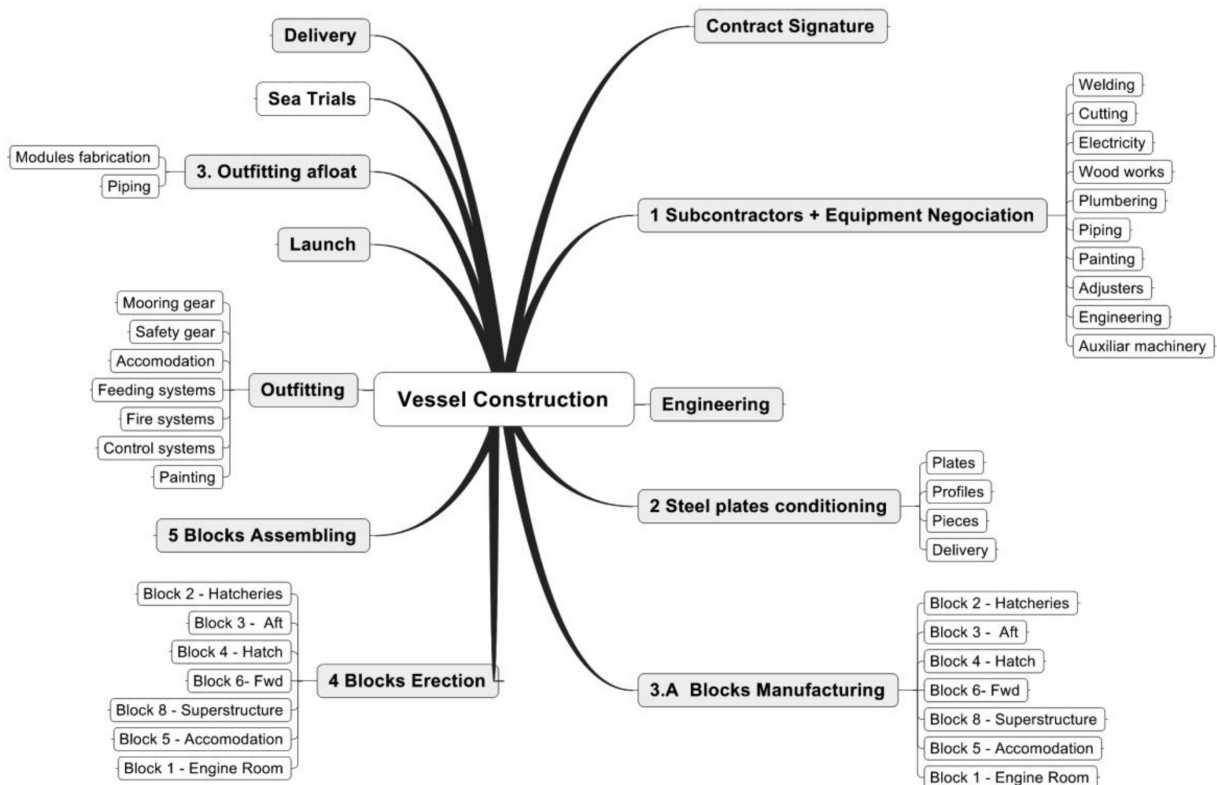 Vessel Construction
Contract Signature
1 Subcontractors + Equipment Negociation
Welding
Cutting
Electricity
Wood works
Plumbering
Piping
Painting
Adjusters
Engineering
Auxiliar machinery
Engineering
2 Steel plates conditioning
Plates
Profiles
Pieces
Delivery
3.A  Blocks Manufacturing
Block 2 - Hatcheries
Block 3 -  Aft
Block 4 - Hatch
Block 6- Fwd
Block 8 - Superstructure
Block 5 - Accomodation
Block 1 - Engine Room
4 Blocks Erection
Block 2 - Hatcheries
Block 3 -  Aft
Block 4 - Hatch
Block 6- Fwd
Block 8 - Superstructure
Block 5 - Accomodation
Block 1 - Engine Room
5 Blocks Assembling
Outfitting
Mooring gear
Safety gear
Accomodation
Feeding systems
Fire systems
Control systems
Painting
Launch
3. Outfitting afloat
Modules fabrication
Piping
Sea Trials
Delivery